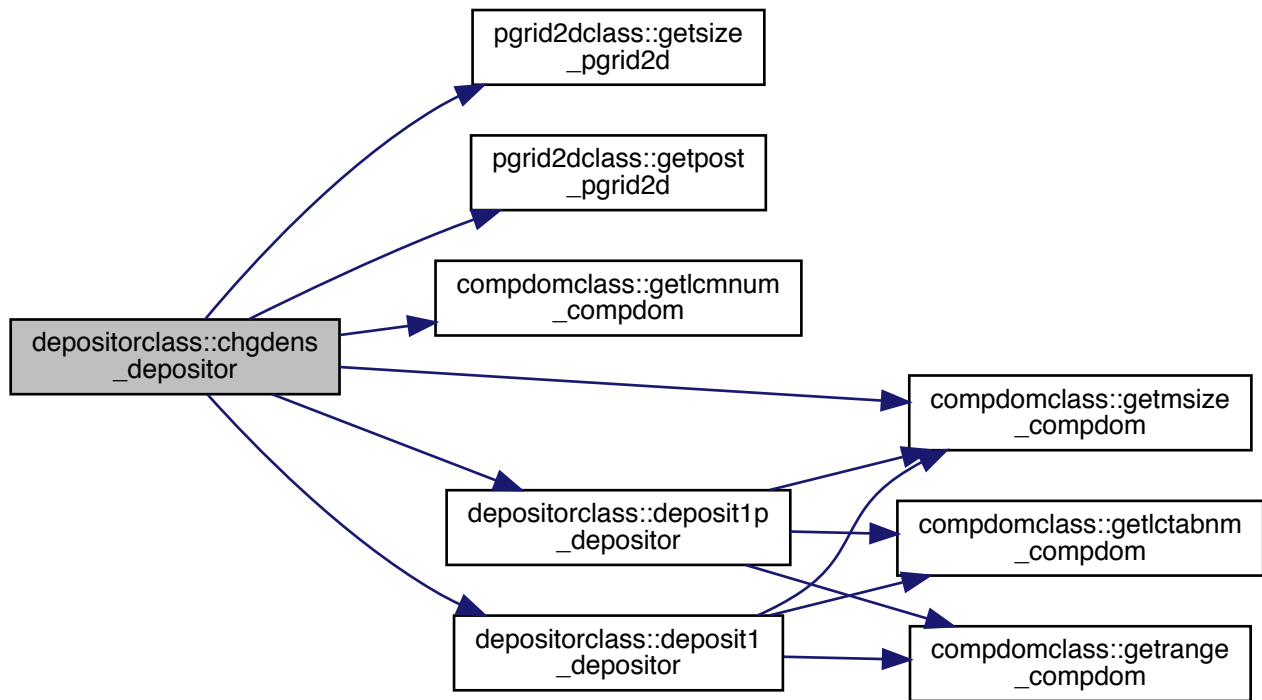 pgrid2dclass::getsize
_pgrid2d
pgrid2dclass::getpost
_pgrid2d
compdomclass::getlcmnum
_compdom
depositorclass::chgdens
_depositor
compdomclass::getmsize
_compdom
depositorclass::deposit1p
_depositor
compdomclass::getlctabnm
_compdom
depositorclass::deposit1
_depositor
compdomclass::getrange
_compdom